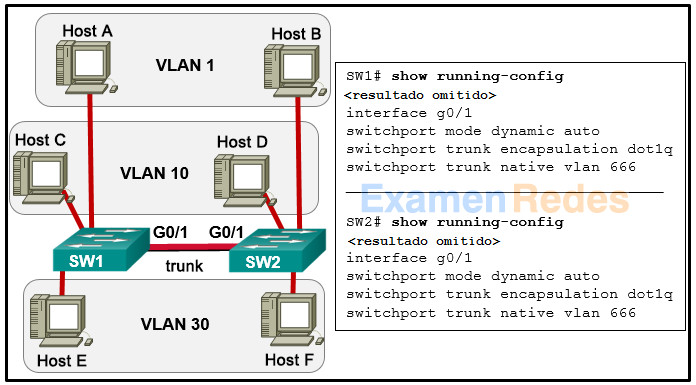 Host A
Host B
VLAN 1
Host C
Host D
VLAN 10
G0/1 G0/1
SW1
SW2
trunk
VLAN 30
Host E
Host F
SW1# show running-config
<resultado omitido>
interface g0/1
switchport mode dynamic auto
switchport trunk encapsulation dot1q
switchport trunk native vlan 666
ExamenRedes
SW2# show running-config
<resultado omitido>
interface g0/1
switchport mode dynamic auto
switchport trunk encapsulation dot1q
switchport trunk native vlan 666